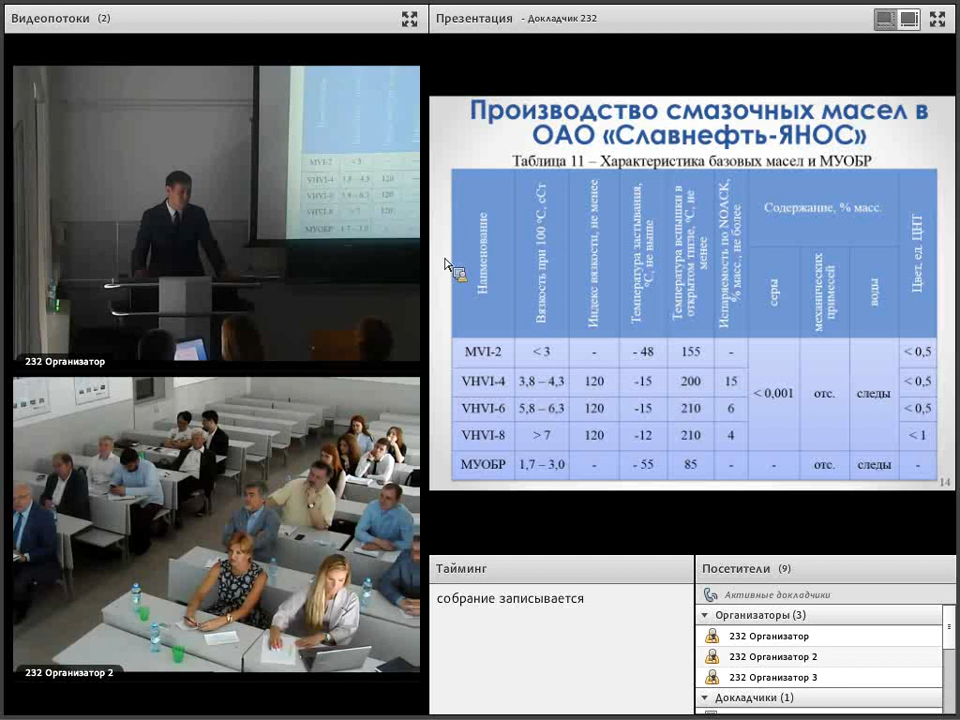 Видеопотоки (2)
232 Организатор
232 Организатор 2
Презентация - Докладчик 232
Производство смазочных масел в
ОАО «Славнефть-ЯНОС»
Таблица 11 – Характеристика базовых масел и МУОБР
Наименование
Вязкость при 100 °С, сСт
Индекс вязкости, не менее
Температура застывания,
°С, не выше
Температура вспышки в
открытом тигле, °С, не
менее
Испаряемость по NOACK,
% масс., не более
Содержание, % масс.
серы
механических
примесей
воды
Цвет, ед. ЦНТ
MVI-2 < 3 - - 48 155 - < 0,5
VHVI-4 3,8 – 4,3 120 -15 200 15 < 0,001 отс. следы < 0,5
VHVI-6 5,8 – 6,3 120 -15 210 6 < 0,5
VHVI-8 > 7 120 -12 210 4 < 1
МУОБР 1,7 – 3,0 - - 55 85 - - отс. следы -
14
Тайминг
собрание записывается
Посетители (9)
Активные докладчики
Организаторы (3)
232 Организатор
232 Организатор 2
232 Организатор 3
Докладчики (1)